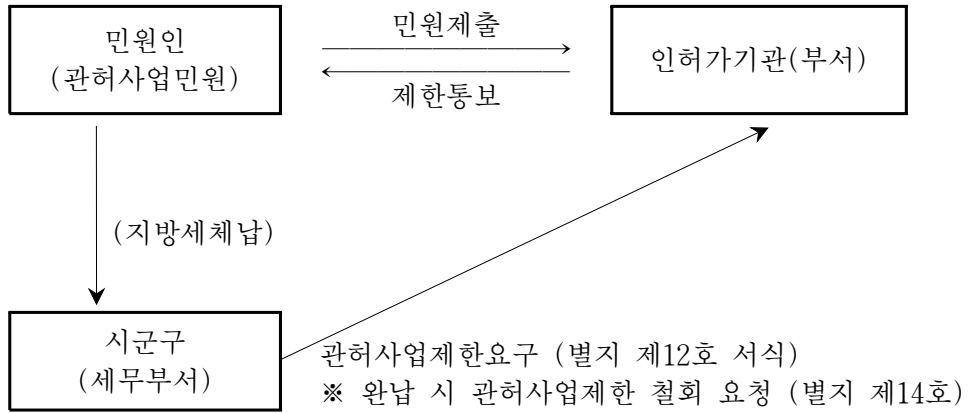 민원인
(관허사업민원)
민원제출
제한통보
인허가기관(부서)
(지방세체납)
시군구
(세무부서)
관허사업제한요구 (별지 제12호 서식)
※ 완납 시 관허사업제한 철회 요청 (별지 제14호)